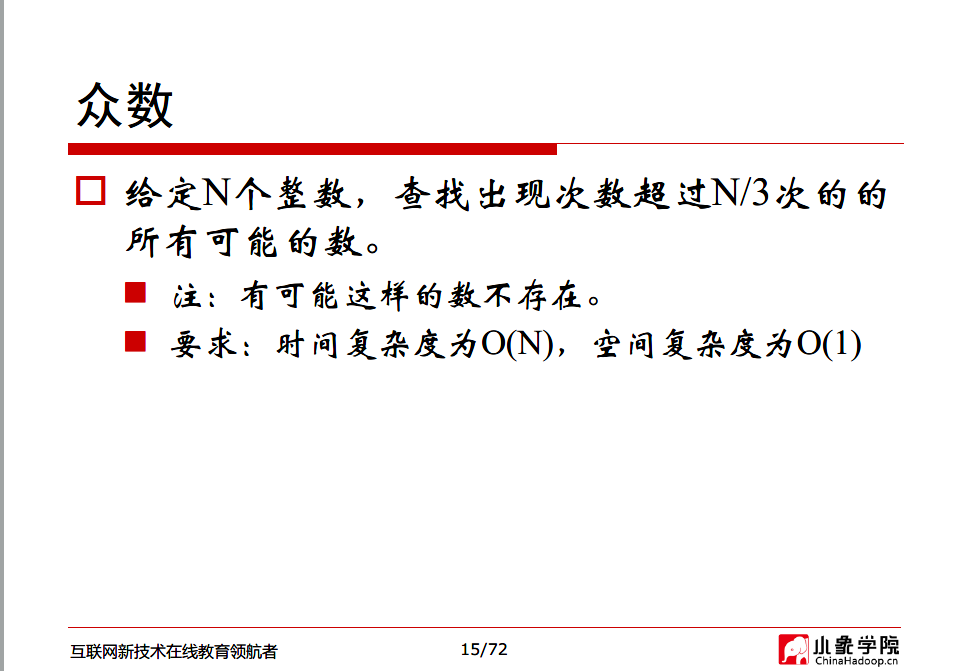 众数
给定N个整数，查找出现次数超过N/3次的的
所有可能的数。
注：有可能这样的数不存在。
要求：时间复杂度为O(N)，空间复杂度为O(1)
互联网新技术在线教育领航者
15/72
小象学院
ChinaHadoop.cn